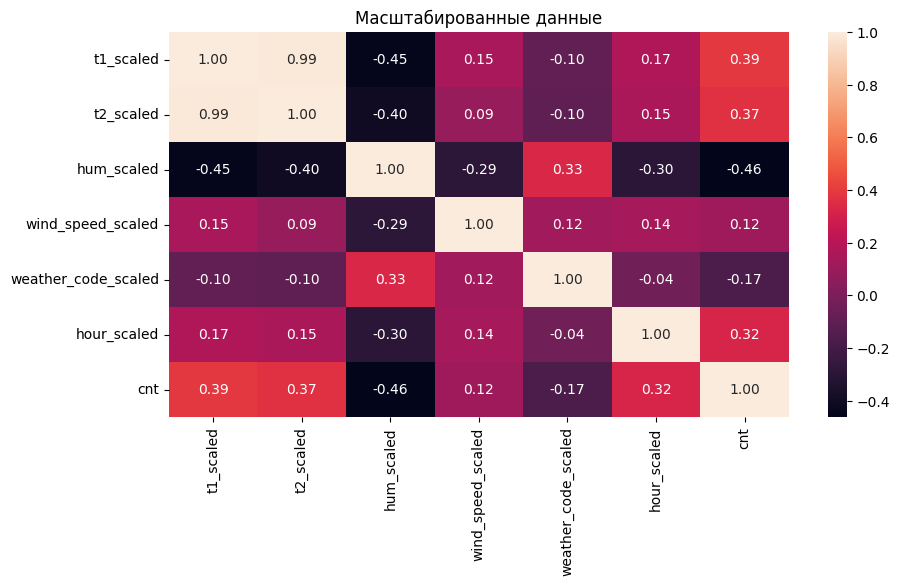 Масштабированные данные
t1_scaled 1.00 0.99 -0.45 0.15 -0.10 0.17 0.39
t2_scaled 0.99 1.00 -0.40 0.09 -0.10 0.15 0.37
hum_scaled -0.45 -0.40 1.00 -0.29 0.33 -0.30 -0.46
wind_speed_scaled 0.15 0.09 -0.29 1.00 0.12 0.14 0.12
weather_code_scaled -0.10 -0.10 0.33 0.12 1.00 -0.04 -0.17
hour_scaled 0.17 0.15 -0.30 0.14 -0.04 1.00 0.32
cnt 0.39 0.37 -0.46 0.12 -0.17 0.32 1.00
t1_scaled
t2_scaled
hum_scaled
wind_speed_scaled
weather_code_scaled
hour_scaled
cnt
1.0
0.8
0.6
0.4
0.2
0.0
−0.2
−0.4